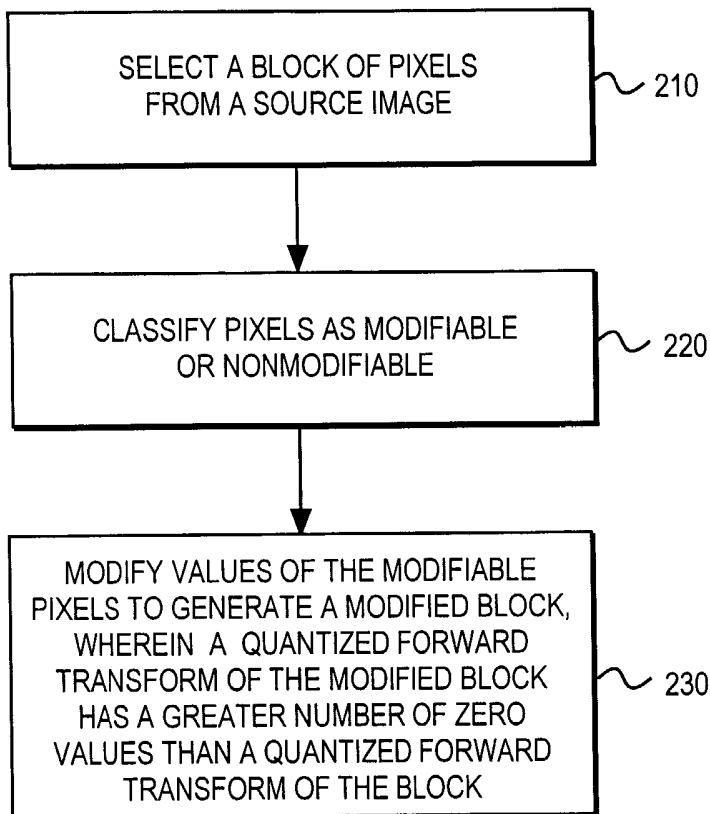 SELECT A BLOCK OF PIXELS
FROM A SOURCE IMAGE
210
CLASSIFY PIXELS AS MODIFIABLE
OR NONMODIFIABLE
220
MODIFY VALUES OF THE MODIFIABLE
PIXELS TO GENERATE A MODIFIED BLOCK,
WHEREIN A QUANTIZED FORWARD
TRANSFORM OF THE MODIFIED BLOCK
HAS A GREATER NUMBER OF ZERO
VALUES THAN A QUANTIZED FORWARD
TRANSFORM OF THE BLOCK
230